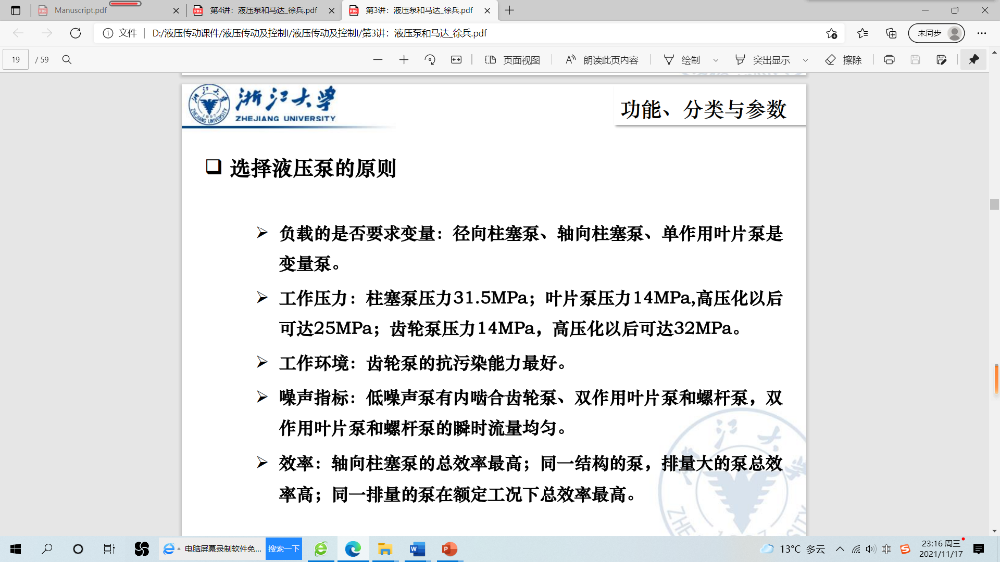 Manuscript.pdf
第4讲：液压泵和马达_徐兵.pdf
第3讲：液压泵和马达_徐兵.pdf
文件
D:/液压传动课件/液压传动及控制I/液压传动及控制I/第3讲：液压泵和马达_徐兵.pdf
未同步
19 / 59
页面视图
朗读此页内容
绘制
突出显示
擦除
浙江大学
ZHEJIANG UNIVERSITY
功能、分类与参数
选择液压泵的原则
负载的是否要求变量：径向柱塞泵、轴向柱塞泵、单作用叶片泵是
变量泵。
工作压力：柱塞泵压力31.5MPa；叶片泵压力14MPa,高压化以后
可达25MPa；齿轮泵压力14MPa，高压化以后可达32MPa。
工作环境：齿轮泵的抗污染能力最好。
噪声指标：低噪声泵有内啮合齿轮泵、双作用叶片泵和螺杆泵，双
作用叶片泵和螺杆泵的瞬时流量均匀。
效率：轴向柱塞泵的总效率最高；同一结构的泵，排量大的泵总效
率高；同一排量的泵在额定工况下总效率最高。
电脑屏幕录制软件免...
搜索一下
13°C 多云
中
23:16 周三
2021/11/17